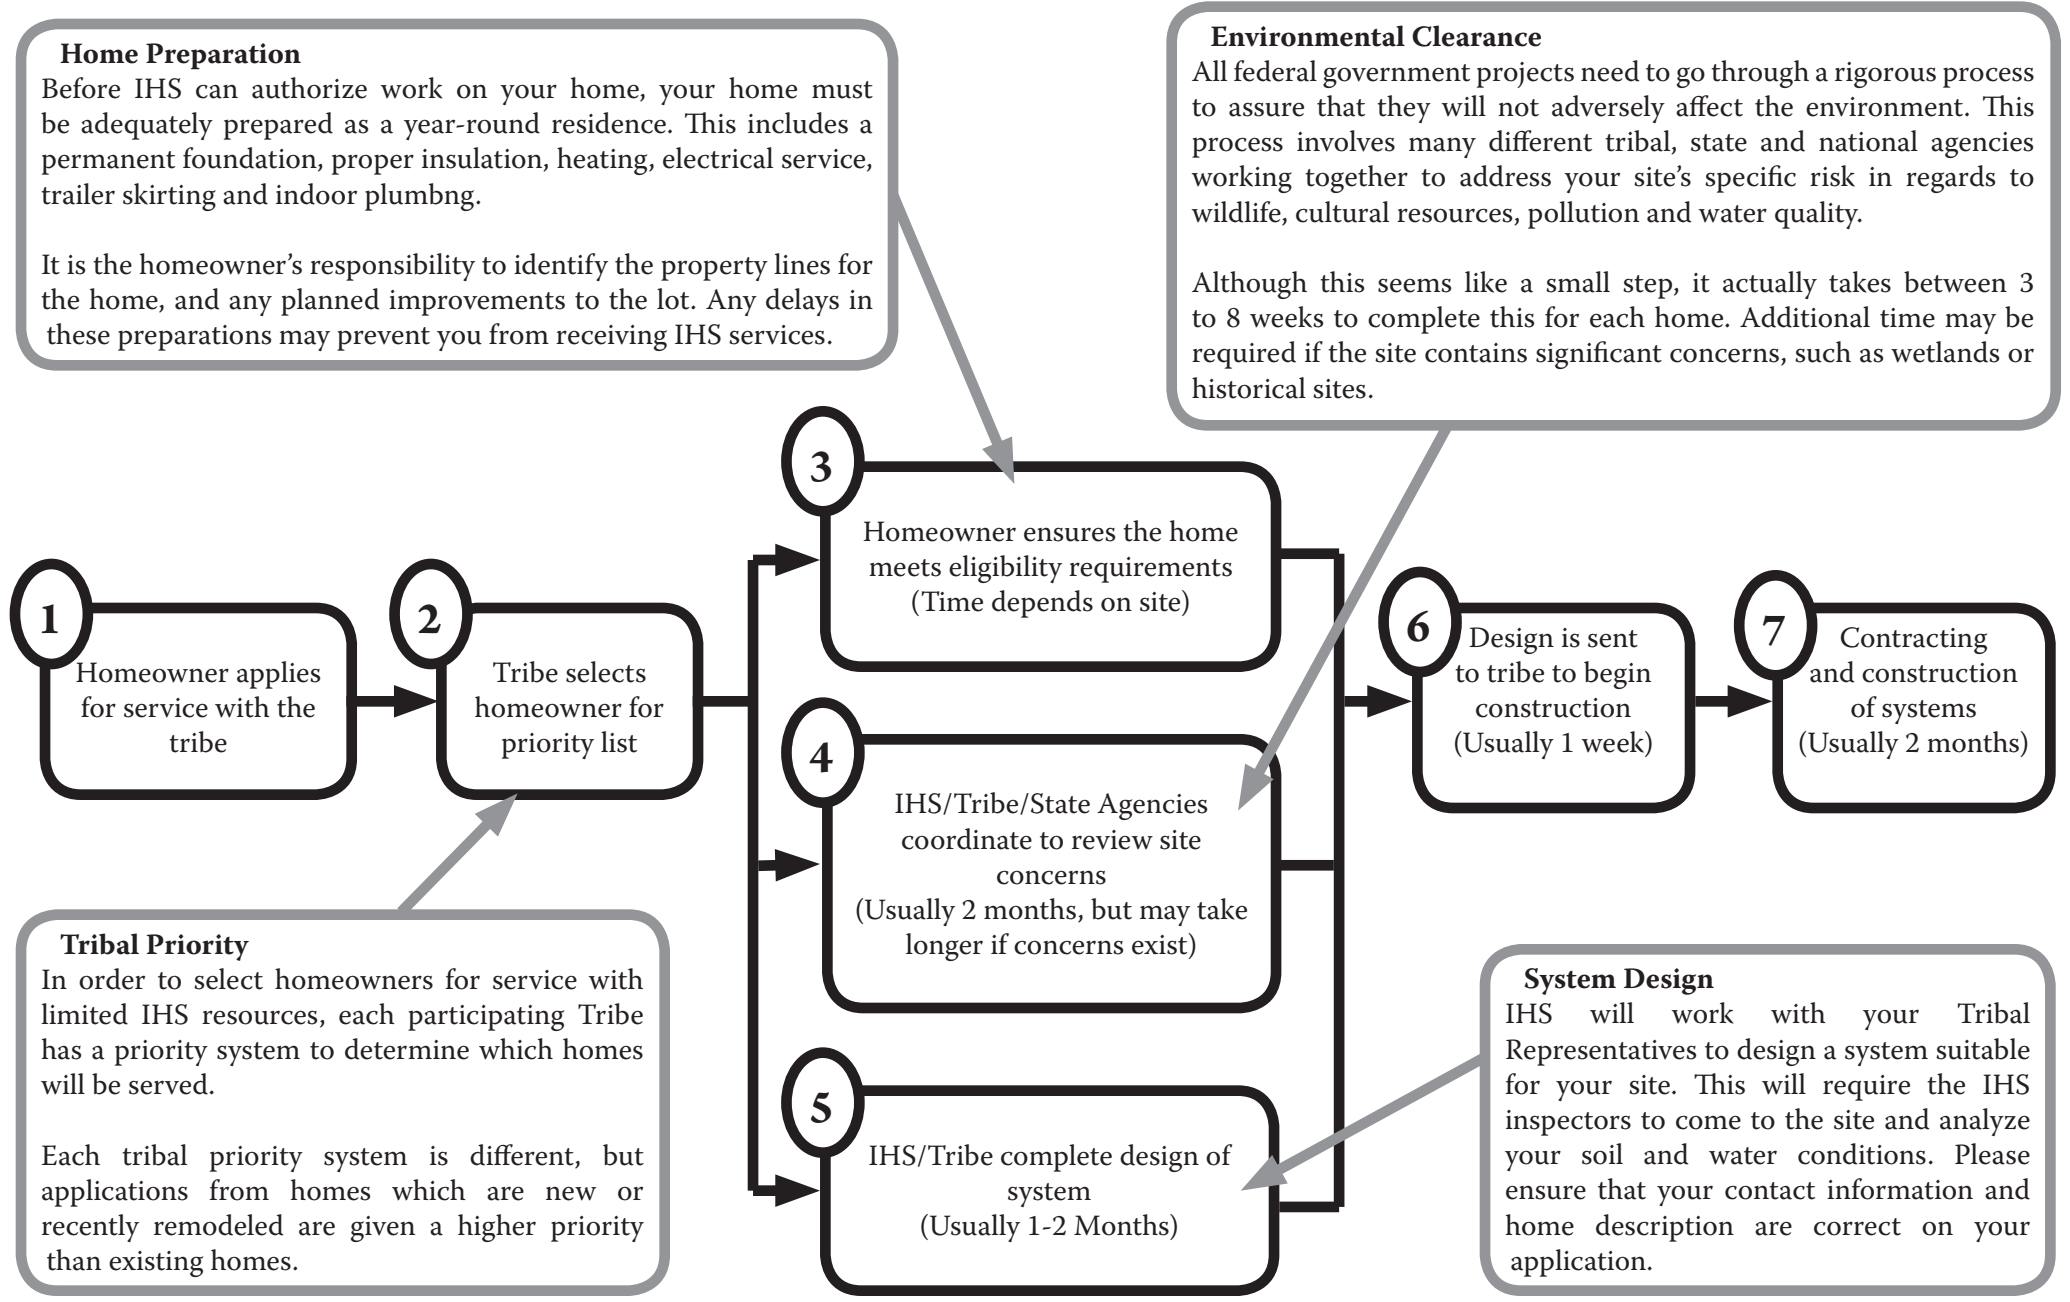 Home Preparation
Before IHS can authorize work on your home, your home must
be adequately prepared as a year-round residence. This includes a
permanent foundation, proper insulation, heating, electrical service,
trailer skirting and indoor plumbng.
It is the homeowner's responsibility to identify the property lines for
the home, and any planned improvements to the lot. Any delays in
these preparations may prevent you from receiving IHS services.
Environmental Clearance
All federal government projects need to go through a rigorous process
to assure that they will not adversely affect the environment. This
process involves many different tribal, state and national agencies
working together to address your site's specific risk in regards to
wildlife, cultural resources, pollution and water quality.
Although this seems like a small step, it actually takes between 3
to 8 weeks to complete this for each home. Additional time may be
required if the site contains significant concerns, such as wetlands or
historical sites.
1
Homeowner applies
for service with the
tribe
2
Tribe selects
homeowner for
priority list
3
Homeowner ensures the home
meets eligibility requirements
(Time depends on site)
4
IHS/Tribe/State Agencies
coordinate to review site
concerns
(Usually 2 months, but may take
longer if concerns exist)
5
IHS/Tribe complete design of
system
(Usually 1-2 Months)
6
Design is sent
to tribe to begin
construction
(Usually 1 week)
7
Contracting
and construction
of systems
(Usually 2 months)
Tribal Priority
In order to select homeowners for service with
limited IHS resources, each participating Tribe
has a priority system to determine which homes
will be served.
Each tribal priority system is different, but
applications from homes which are new or
recently remodeled are given a higher priority
than existing homes.
System Design
IHS will work with your Tribal
Representatives to design a system suitable
for your site. This will require the IHS
inspectors to come to the site and analyze
your soil and water conditions. Please
ensure that your contact information and
home description are correct on your
application.